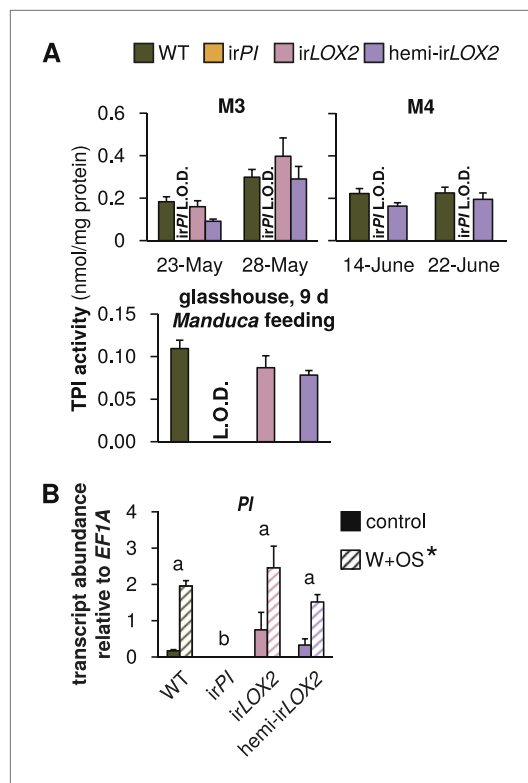 A
WT irPI irLOX2 hemi-irLOX2
M3 M4
TPI activity (nmol/mg protein)
0.6
0.4
0.2
0
irPI L.O.D. irPI L.O.D. irPI L.O.D. irPI L.O.D.
23-May 28-May 14-June 22-June
glasshouse, 9 d
Manduca feeding
0.15
0.10
0.05
0.00
L.O.D.
B
PI
transcript abundance
relative to EF1A
4
3
2
1
0
a b a a
control
W+OS*
WT irPI irLOX2 hemi-irLOX2